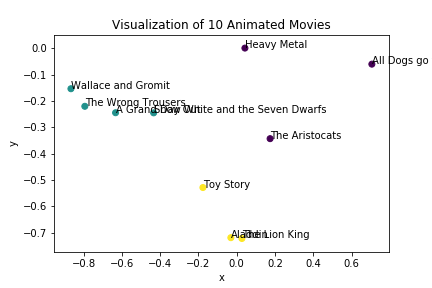 Visualization of 10 Animated Movies
0.0
−0.1
−0.2
−0.3
−0.4
−0.5
−0.6
−0.7
y
Heavy Metal
All Dogs go
Wallace and Gromit
The Wrong Trousers
A Grand Day Out
Snow White and the Seven Dwarfs
The Aristocats
Toy Story
Aladdin
The Lion King
−0.8
−0.6
−0.4
−0.2
0.0
0.2
0.4
0.6
x